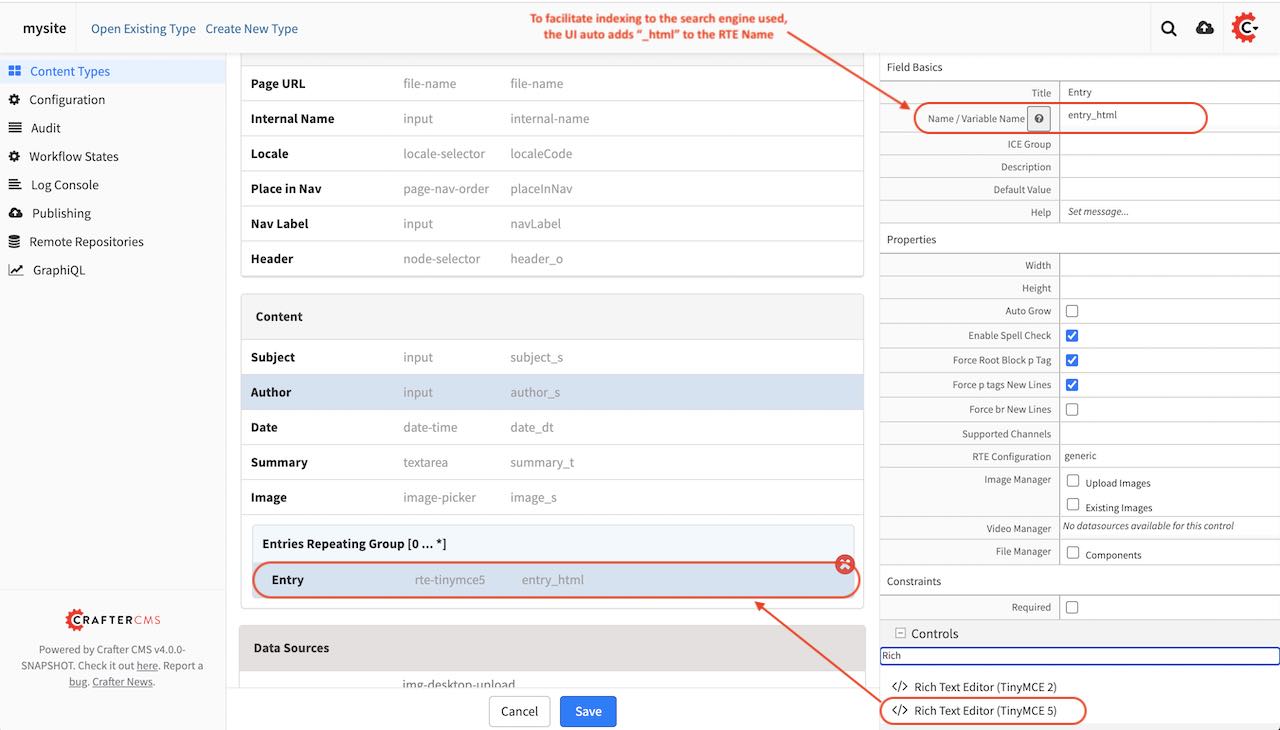 To facilitate indexing to the search engine used,
the UI auto adds “_html” to the RTE Name
mysite
Open Existing Type
Create New Type
Content Types
Configuration
Audit
Workflow States
Log Console
Publishing
Remote Repositories
GraphiQL
CRAFTERCMS
Powered by Crafter CMS v4.0.0-
SNAPSHOT. Check it out here. Report a
bug. Crafter News.
Page URL file-name file-name
Internal Name input internal-name
Locale locale-selector localeCode
Place in Nav page-nav-order placeInNav
Nav Label input navLabel
Header node-selector header_o
Content
Subject input subject_s
Author input author_s
Date date-time date_dt
Summary textarea summary_t
Image image-picker image_s
Entries Repeating Group [0 ... *]
Entry rte-tinymce5 entry_html
Data Sources
img-desktop-upload
Cancel
Save
Field Basics
Title Entry
Name / Variable Name ? entry_html
ICE Group
Description
Default Value
Help Set message...
Properties
Width
Height
Auto Grow
Enable Spell Check
Force Root Block p Tag
Force p tags New Lines
Force br New Lines
Supported Channels
RTE Configuration generic
Image Manager Upload Images
Existing Images
Video Manager No datasources available for this control
File Manager Components
Constraints
Required
Controls
Rich
</> Rich Text Editor (TinyMCE 2)
</> Rich Text Editor (TinyMCE 5)